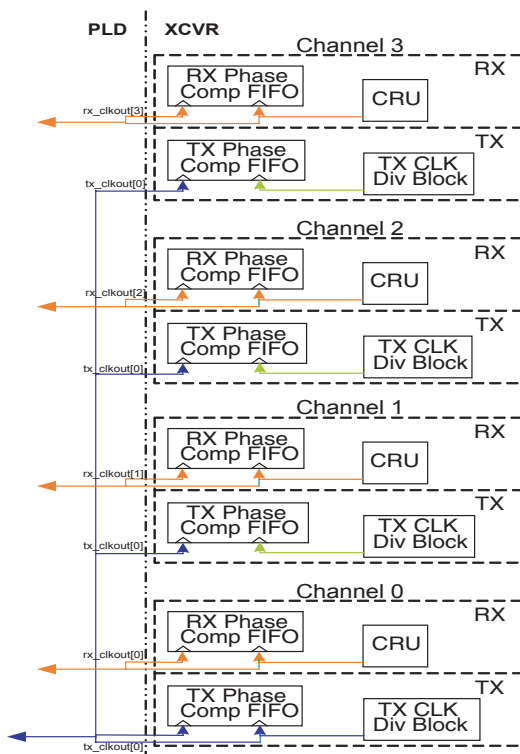 PLD XCVR
Channel 3
RX
RX Phase
Comp FIFO
CRU
rx_clkout[3]
TX
TX Phase
Comp FIFO
TX CLK
Div Block
tx_clkout[0]
Channel 2
RX
RX Phase
Comp FIFO
CRU
rx_clkout[2]
TX
TX Phase
Comp FIFO
TX CLK
Div Block
tx_clkout[0]
Channel 1
RX
RX Phase
Comp FIFO
CRU
rx_clkout[1]
TX
TX Phase
Comp FIFO
TX CLK
Div Block
tx_clkout[0]
Channel 0
RX
RX Phase
Comp FIFO
CRU
rx_clkout[0]
TX
TX Phase
Comp FIFO
TX CLK
Div Block
tx_clkout[0]